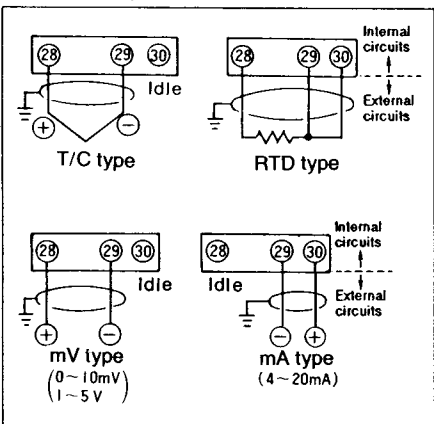 Internal
circuits
28 29 30
28 29 30
Idle
External
circuits
+ −
T/C type
RTD type
Internal
circuits
28 29 30
28 29 30
Idle
Idle
External
circuits
+ −
− +
mV type
mA type
(0~10mV
1~5V)
(4~20mA)